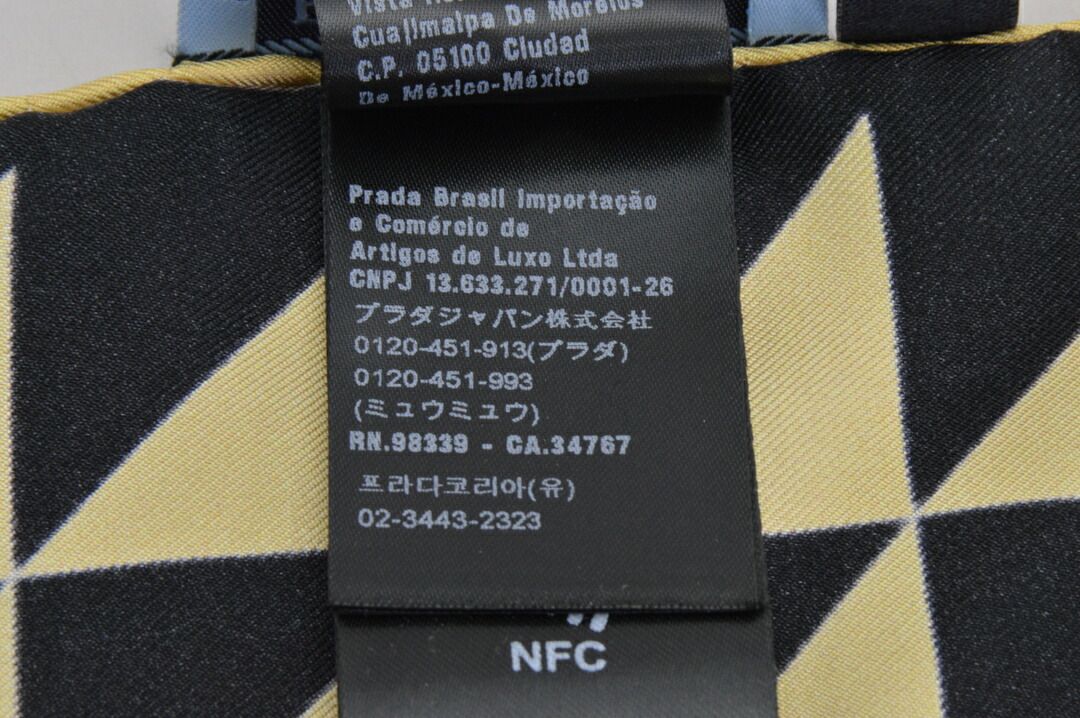 Vista
Cuajimalpa De Morelos
C.P. 05100 Ciudad
De México-México
Prada Brasil Importação
e Comércio de
Artigos de Luxo Ltda
CNPJ 13.633.271/0001-26
プラダジャパン株式会社
0120-451-913(プラダ)
0120-451-993
(ミュウミュウ)
RN.98339 - CA.34767
프라다코리아(유)
02-3443-2323
NFC